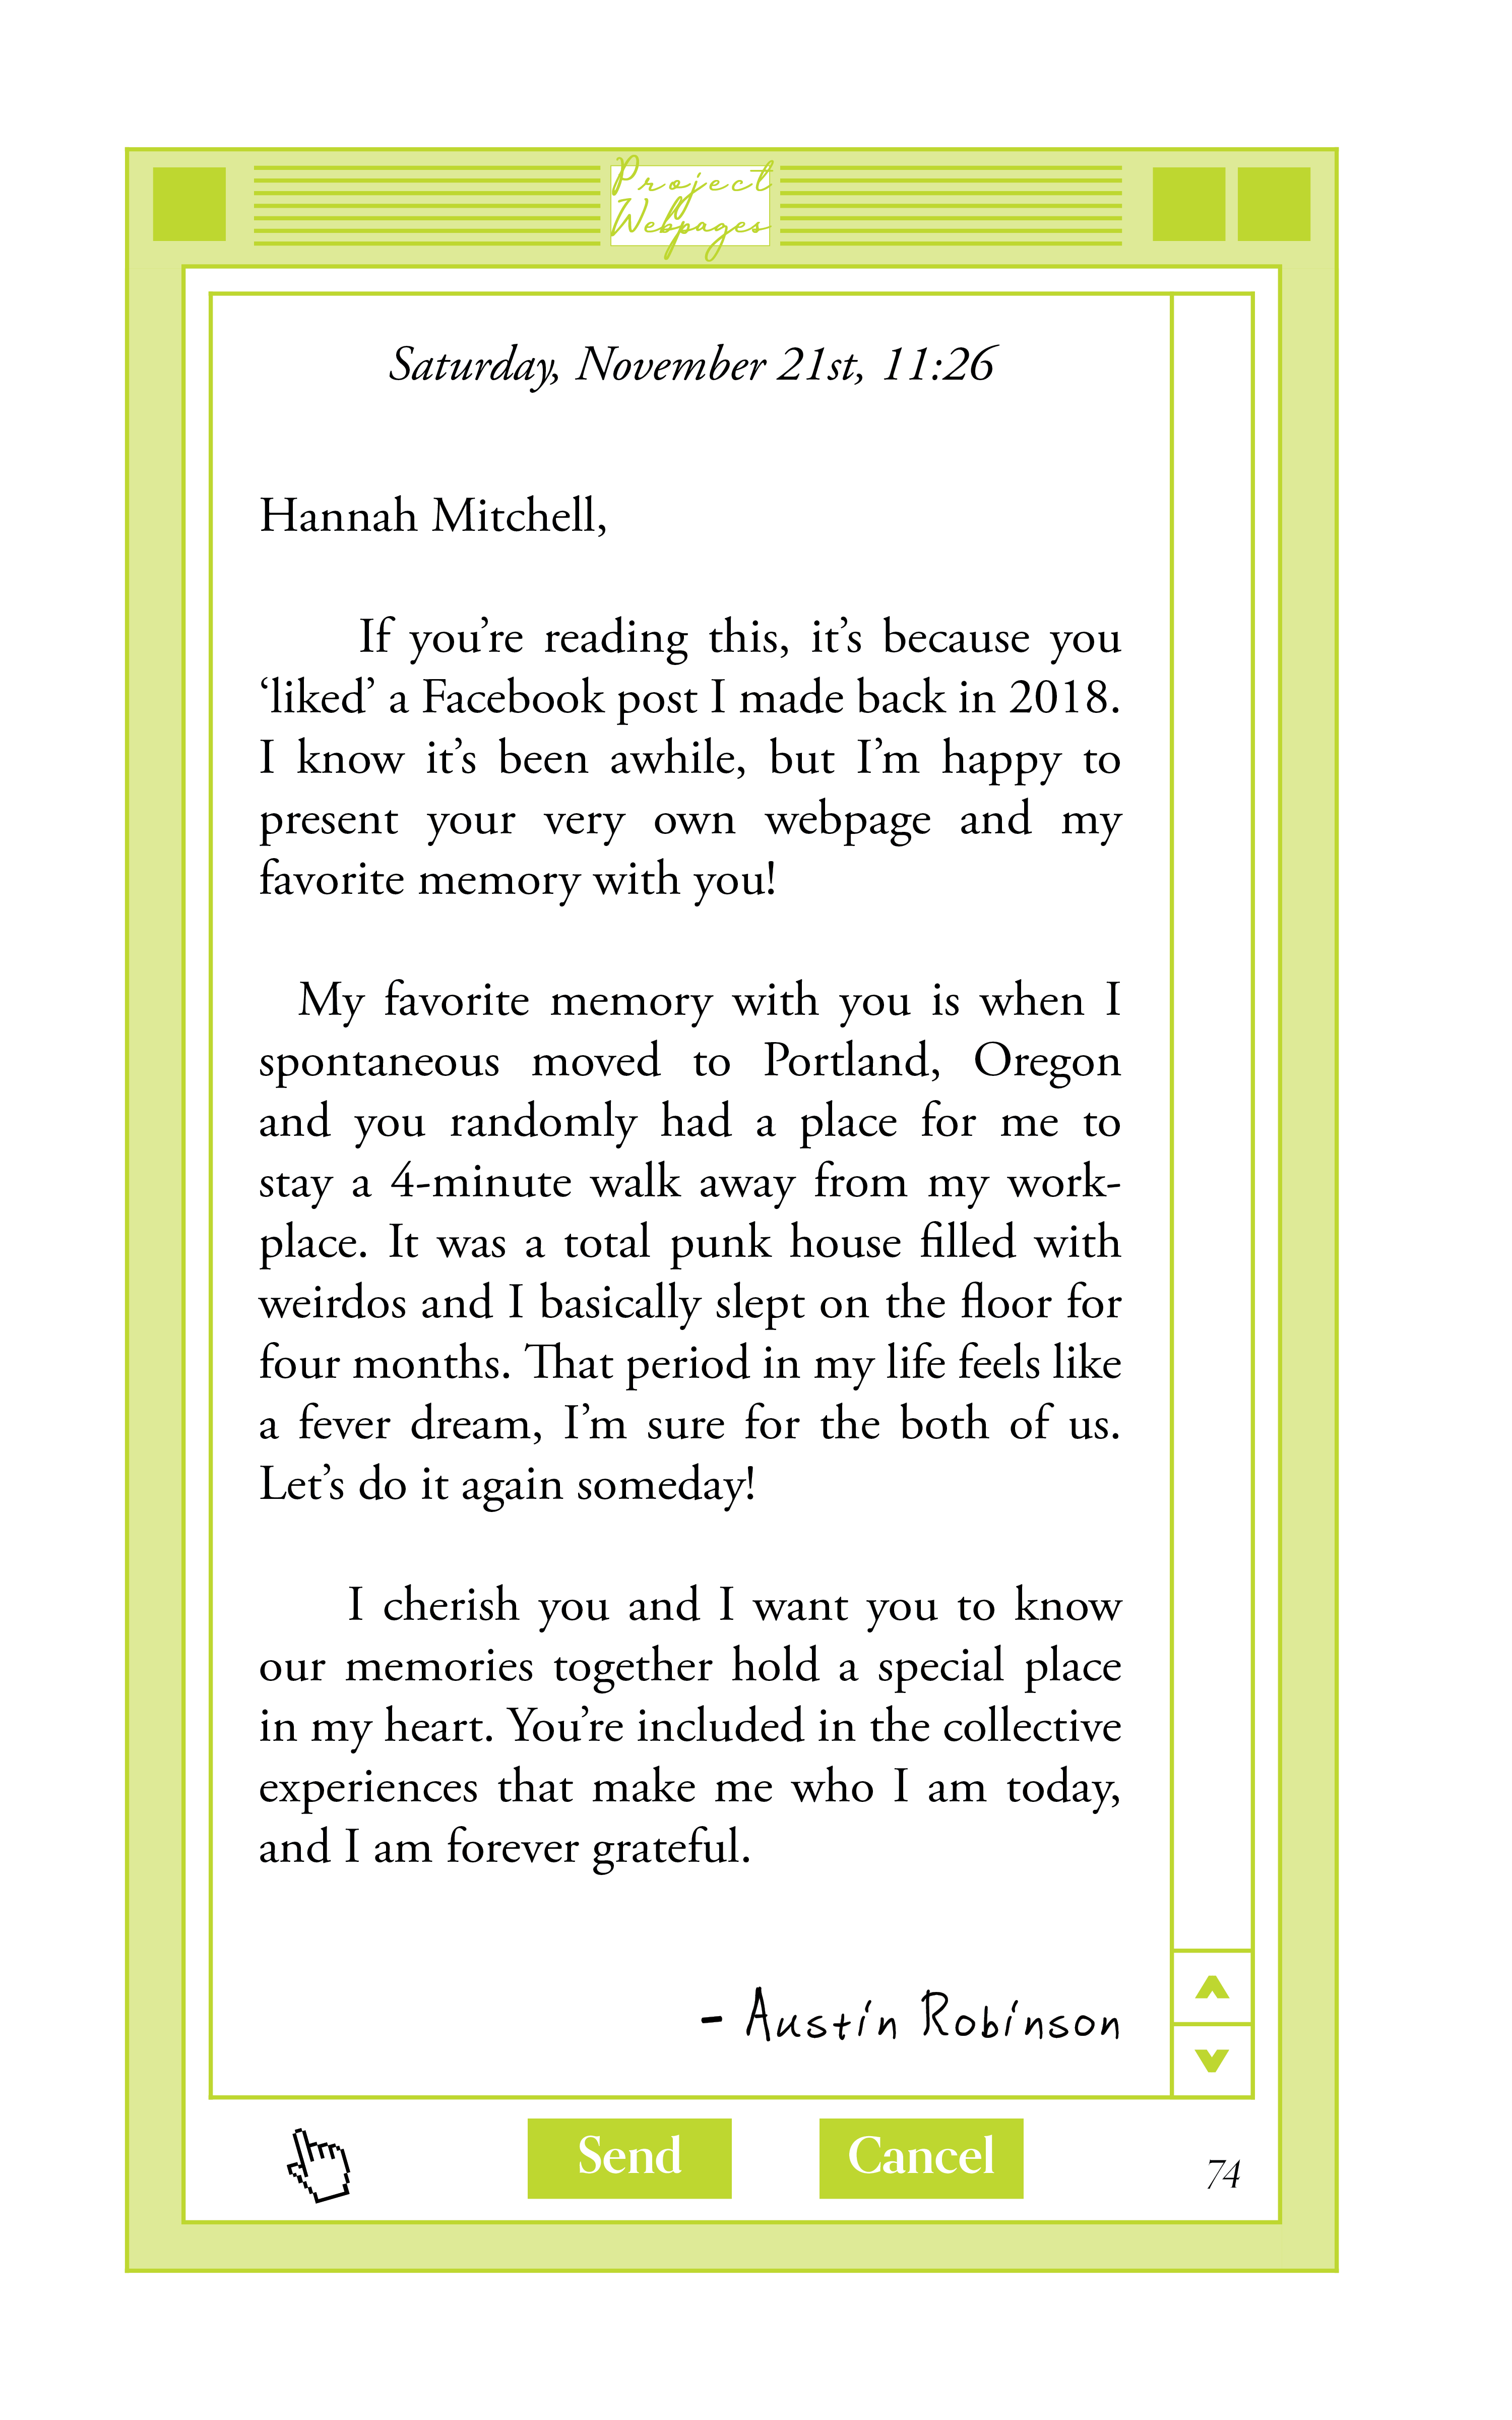 Project
Webpages
Saturday, November 21st, 11:26
Hannah Mitchell,
If you’re reading this, it’s because you
‘liked’ a Facebook post I made back in 2018.
I know it’s been awhile, but I’m happy to
present your very own webpage and my
favorite memory with you!
My favorite memory with you is when I
spontaneous moved to Portland, Oregon
and you randomly had a place for me to
stay a 4-minute walk away from my work-
place. It was a total punk house filled with
weirdos and I basically slept on the floor for
four months. That period in my life feels like
a fever dream, I’m sure for the both of us.
Let’s do it again someday!
I cherish you and I want you to know
our memories together hold a special place
in my heart. You’re included in the collective
experiences that make me who I am today,
and I am forever grateful.
- Austin Robinson
Send Cancel
74